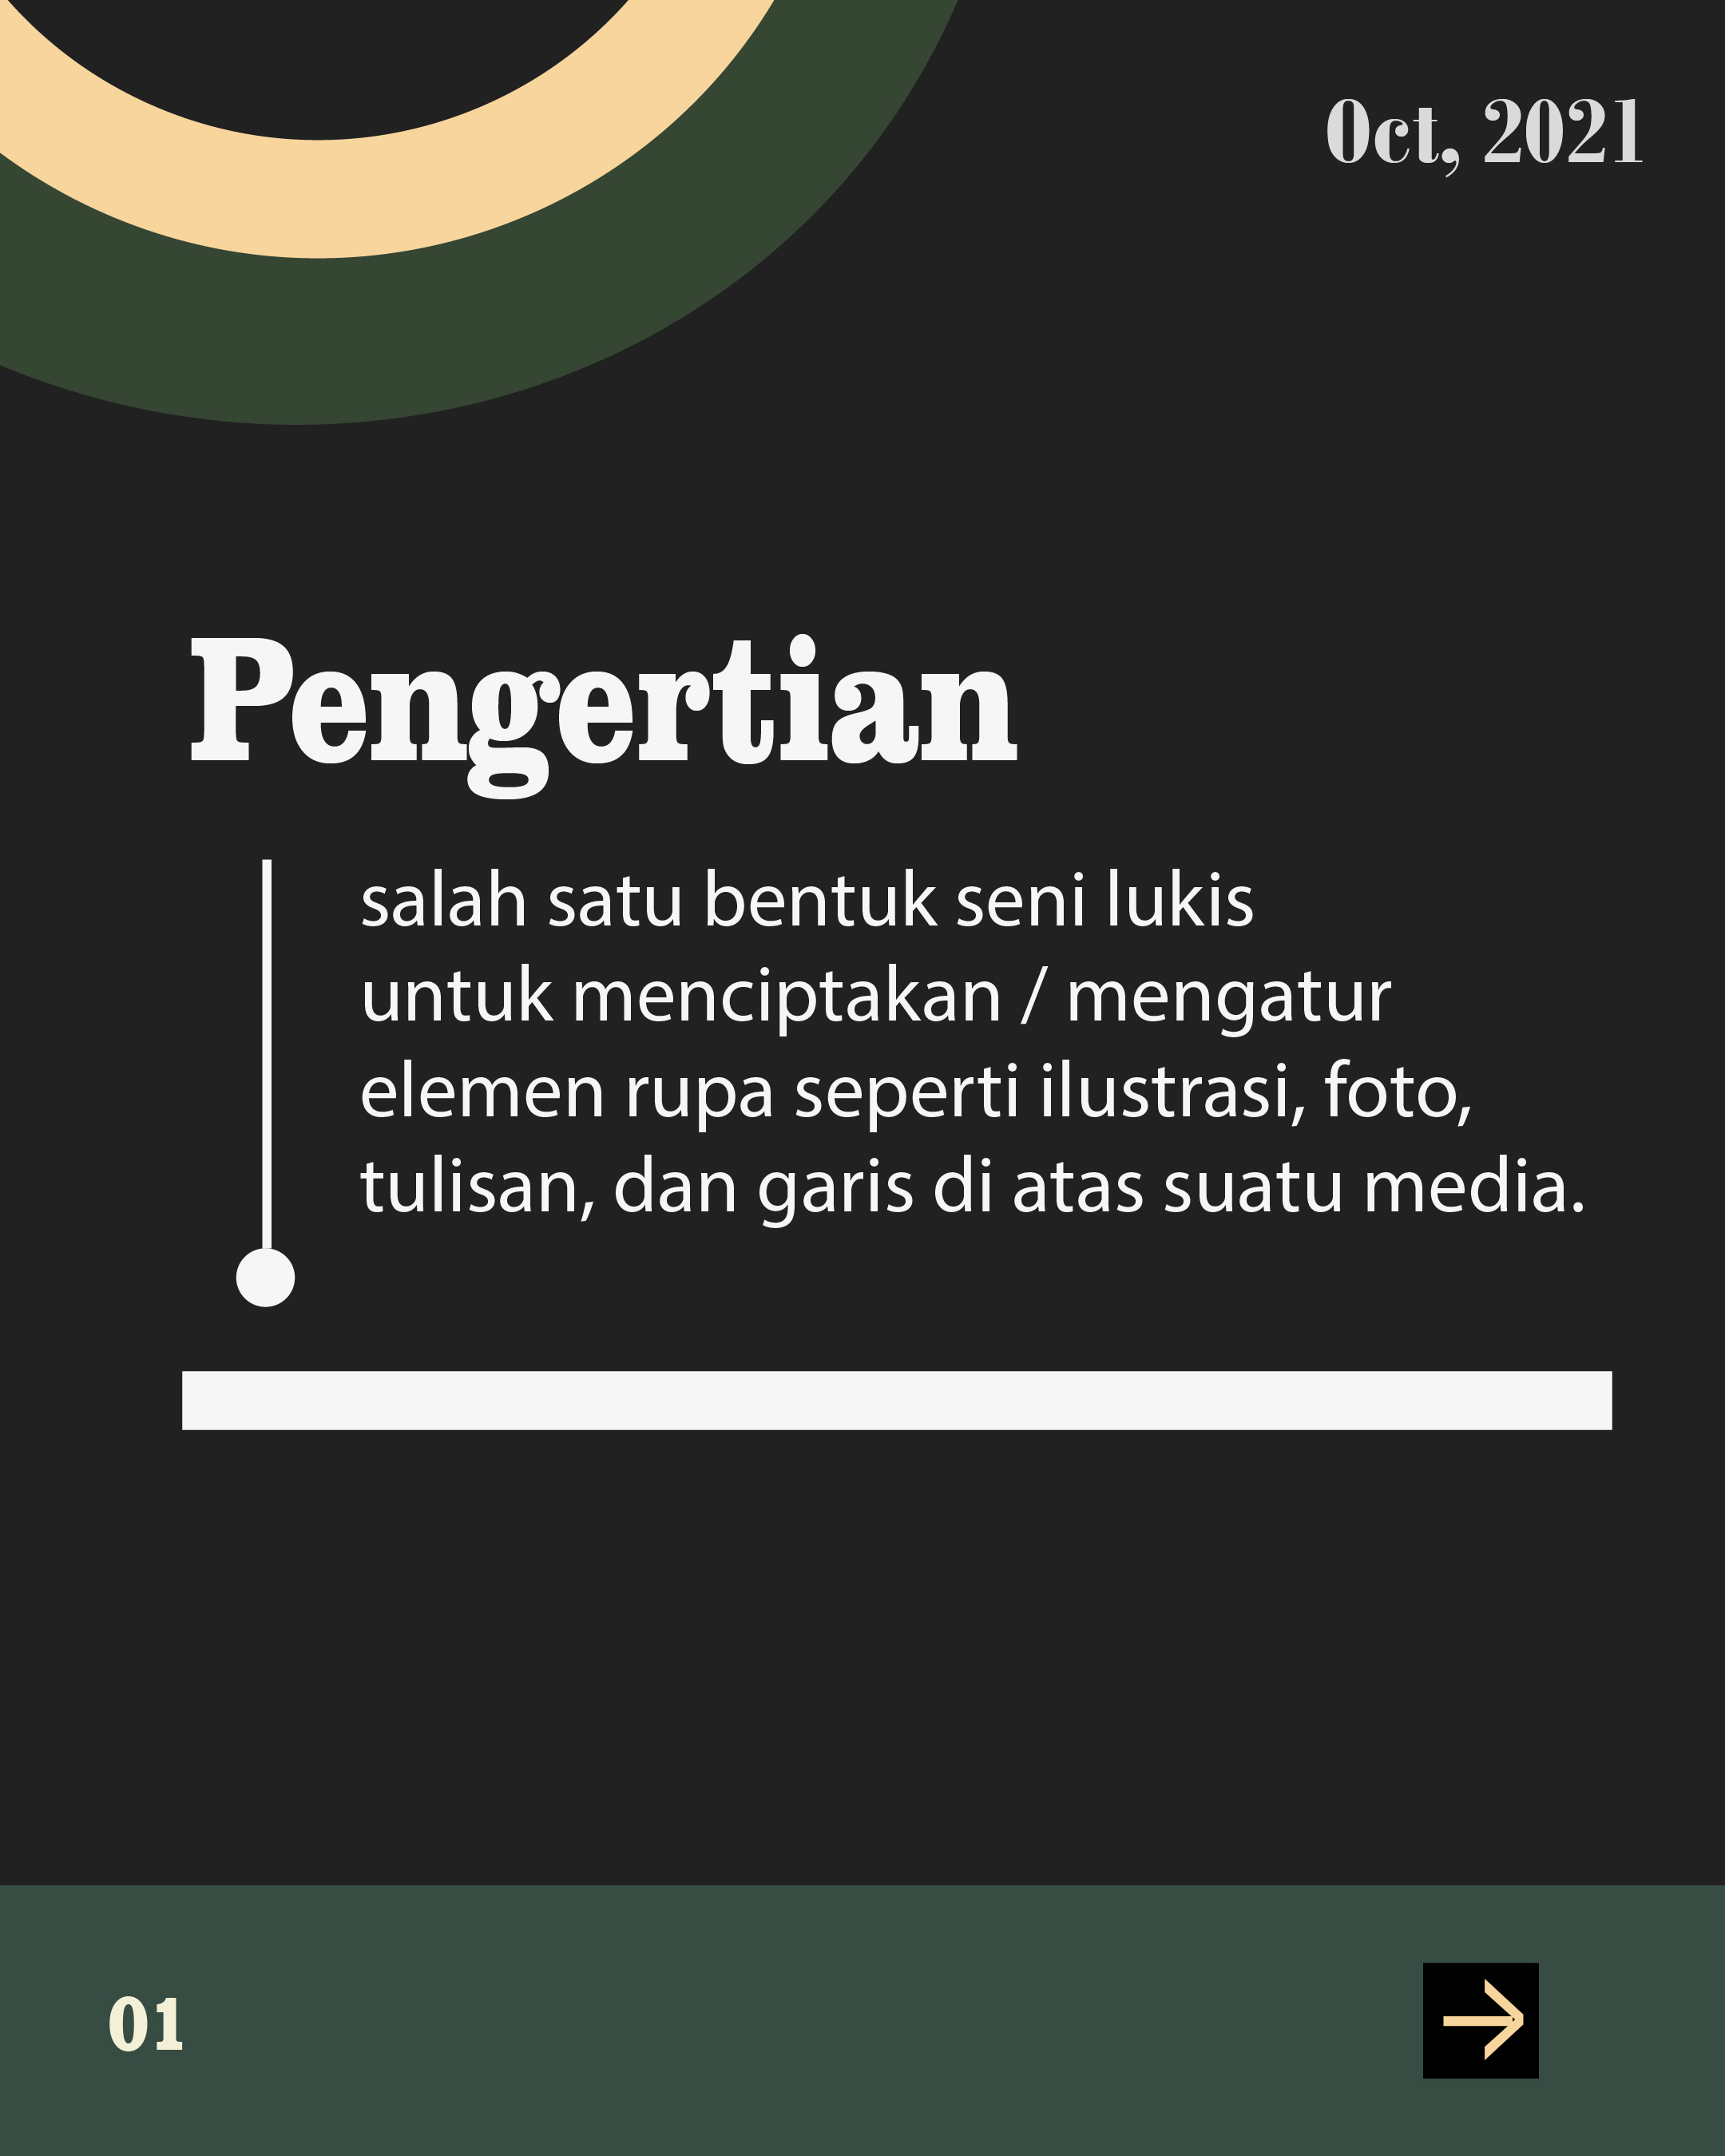 Oct, 2021
Pengertian
salah satu bentuk seni lukis
untuk menciptakan / mengatur
elemen rupa seperti ilustrasi, foto,
tulisan, dan garis di atas suatu media.
01